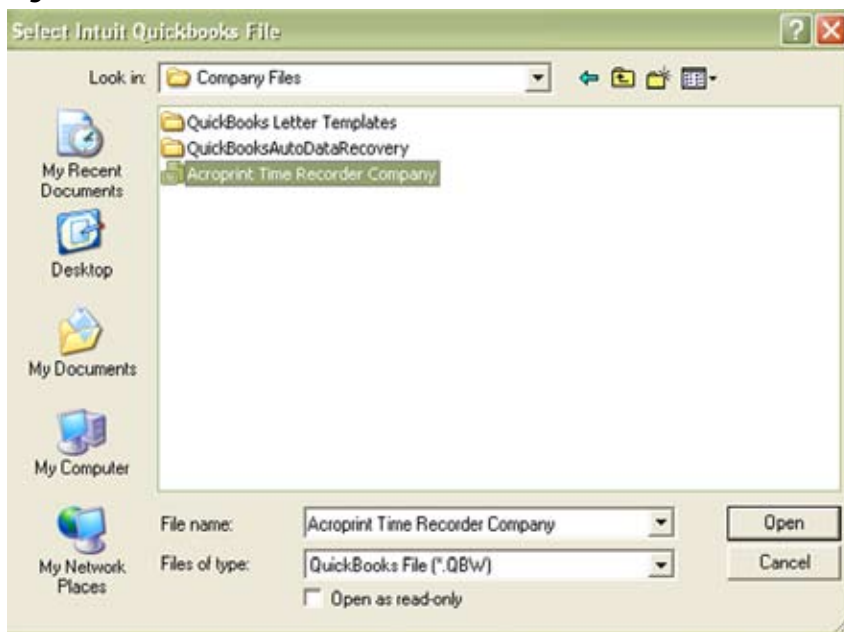 Select Intuit Quickbooks File
Look in: Company Files
QuickBooks Letter Templates
QuickBooksAutoDataRecovery
Acroprint Time Recorder Company
My Recent
Documents
Desktop
My Documents
My Computer
My Network
Places
File name: Acroprint Time Recorder Company Open
Files of type: QuickBooks File (*.QBW) Cancel
Open as read-only